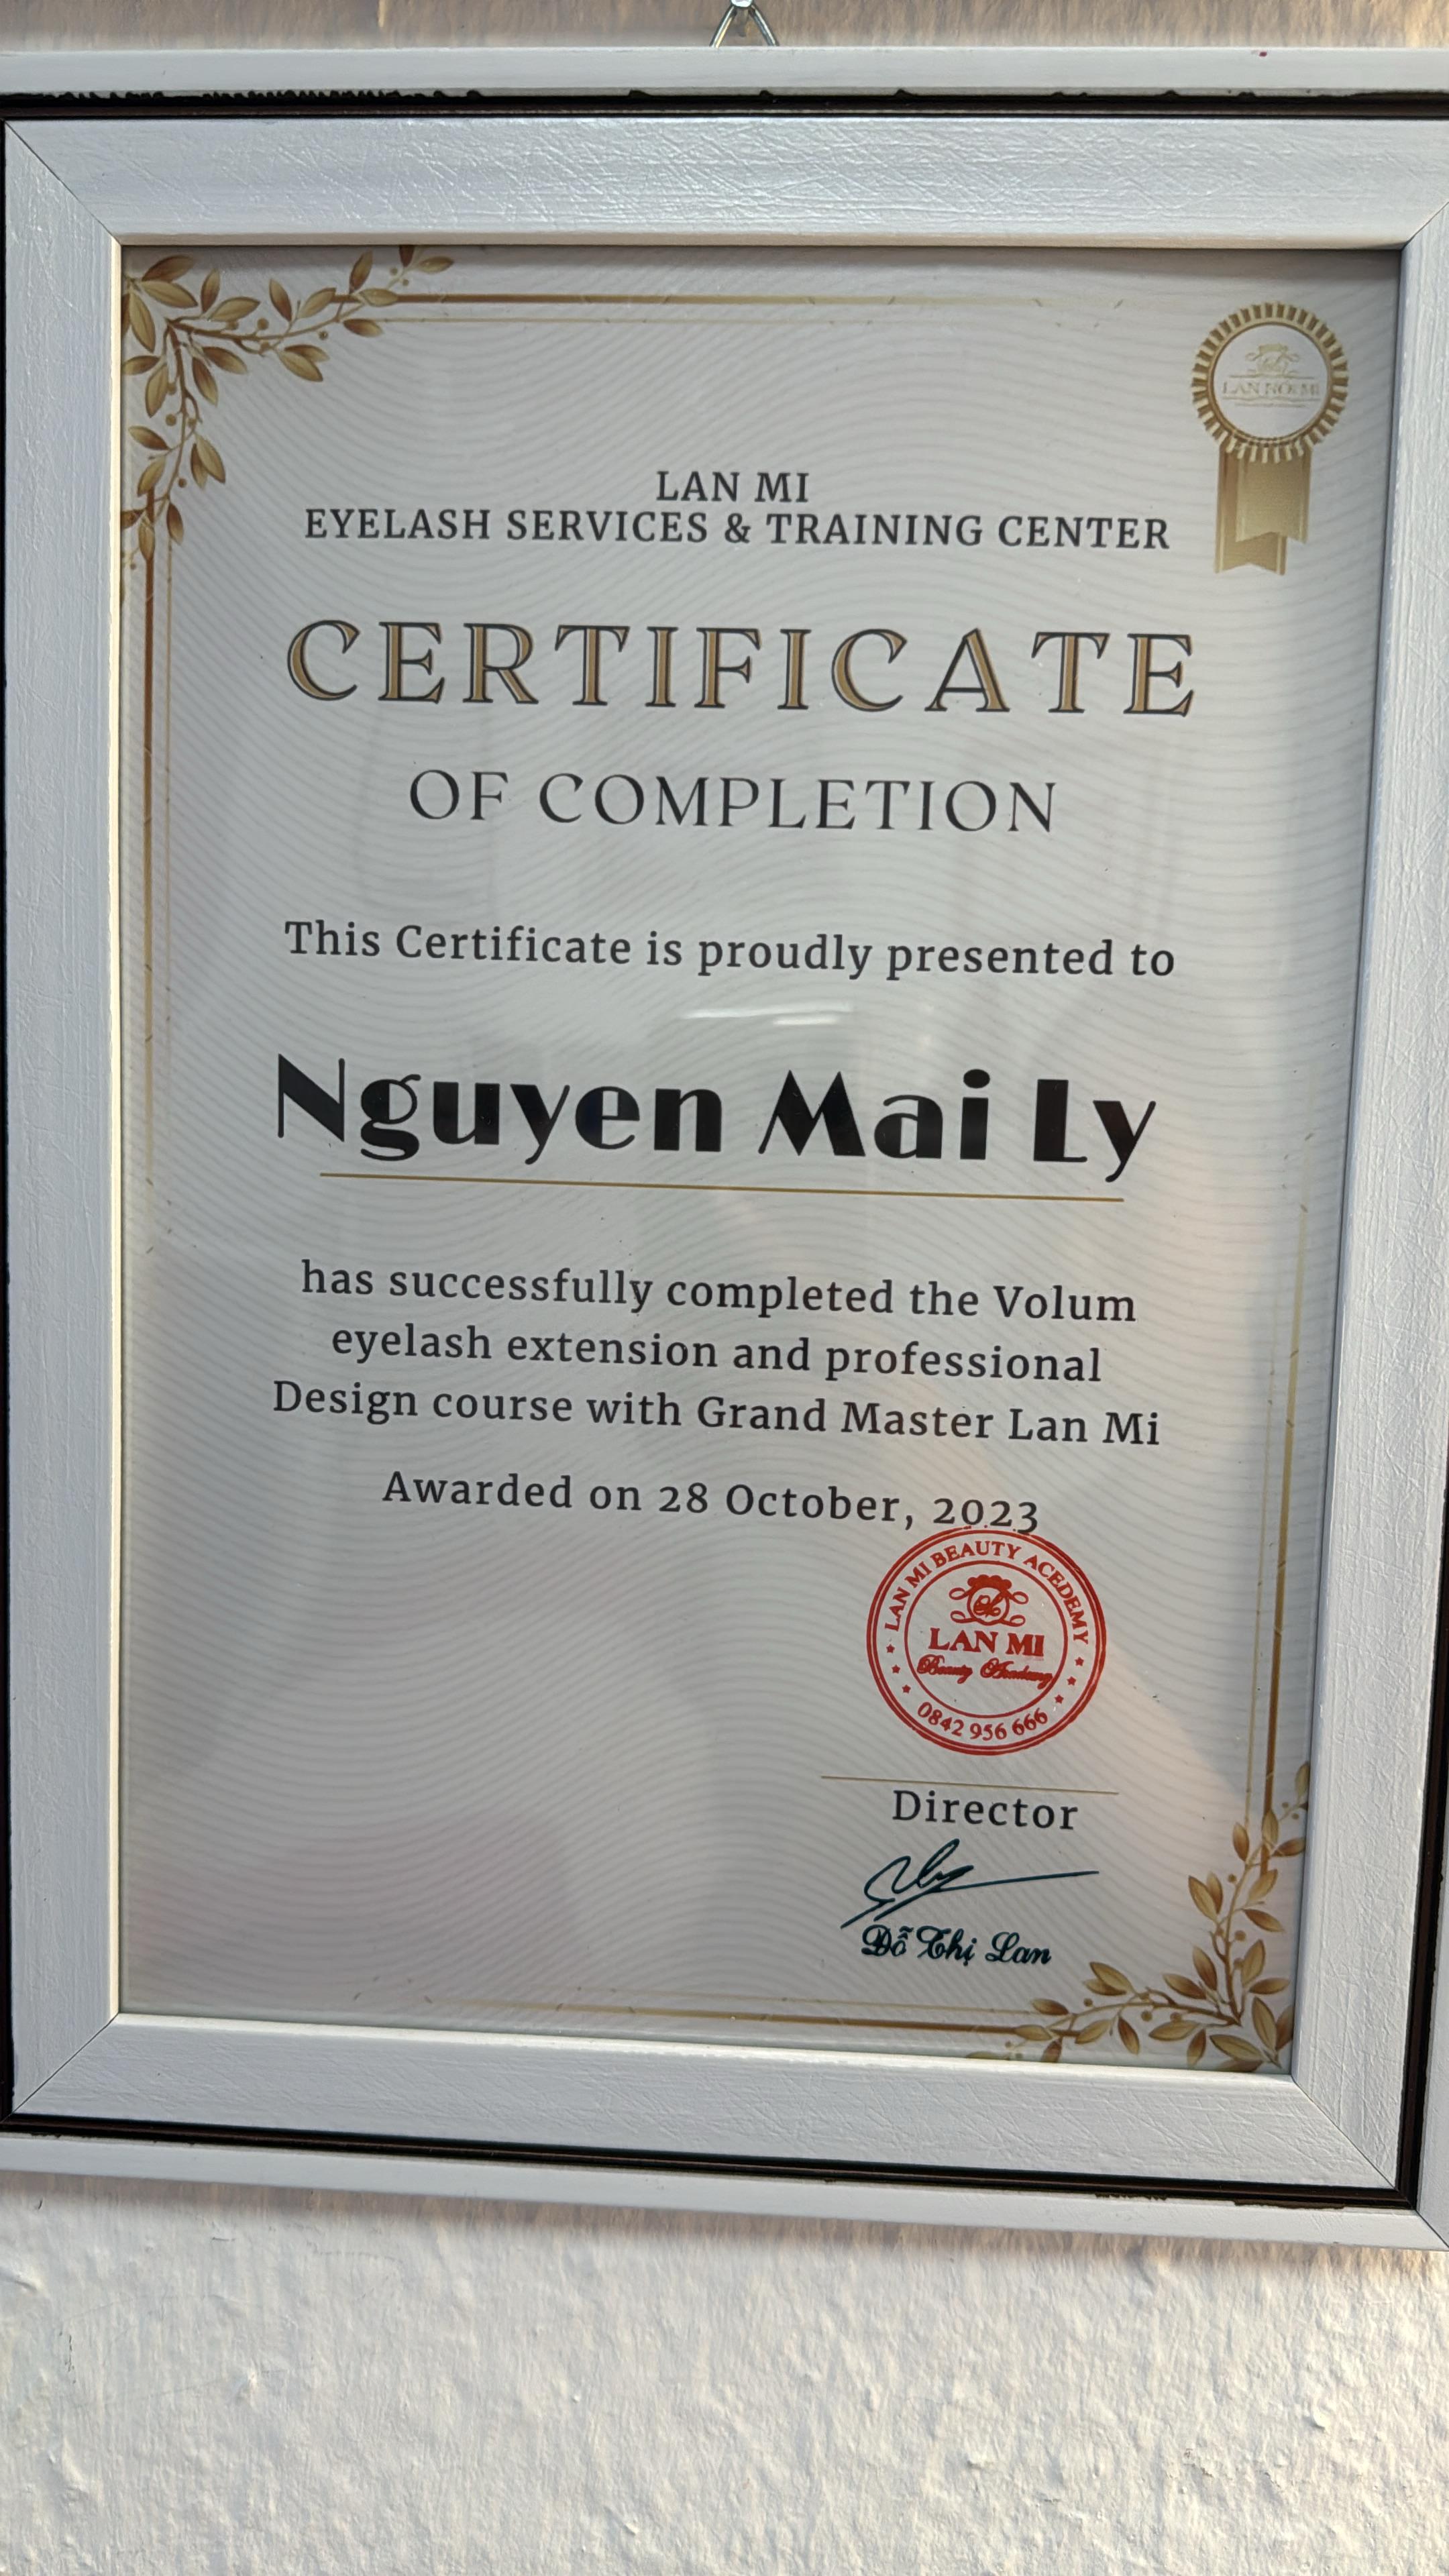 LAN NỐI MI
LAN MI
EYELASH SERVICES & TRAINING CENTER
CERTIFICATE
OF COMPLETION
This Certificate is proudly presented to
Nguyen Mai Ly
has successfully completed the Volum
eyelash extension and professional
Design course with Grand Master Lan Mi
Awarded on 28 October, 2023
LAN MI BEAUTY ACEDEMY
LAN MI
Beauty Academy
0842 956 666
Director
Đỗ Thị Lan